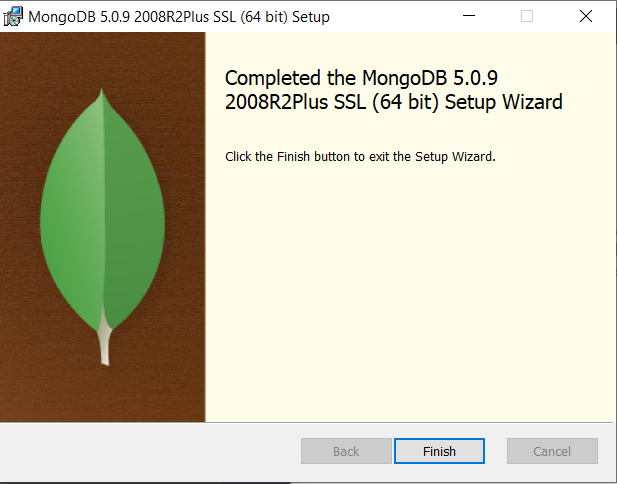 MongoDB 5.0.9 2008R2Plus SSL (64 bit) Setup
Completed the MongoDB 5.0.9
2008R2Plus SSL (64 bit) Setup Wizard
Click the Finish button to exit the Setup Wizard.
Back
Finish
Cancel